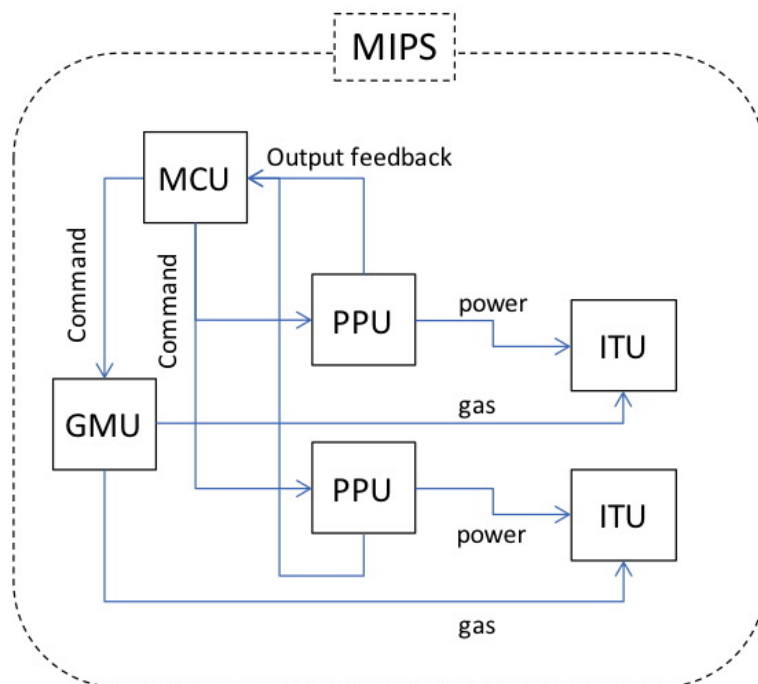 MIPS
MCU
Output feedback
Command
Command
PPU
power
ITU
GMU
gas
PPU
power
ITU
gas